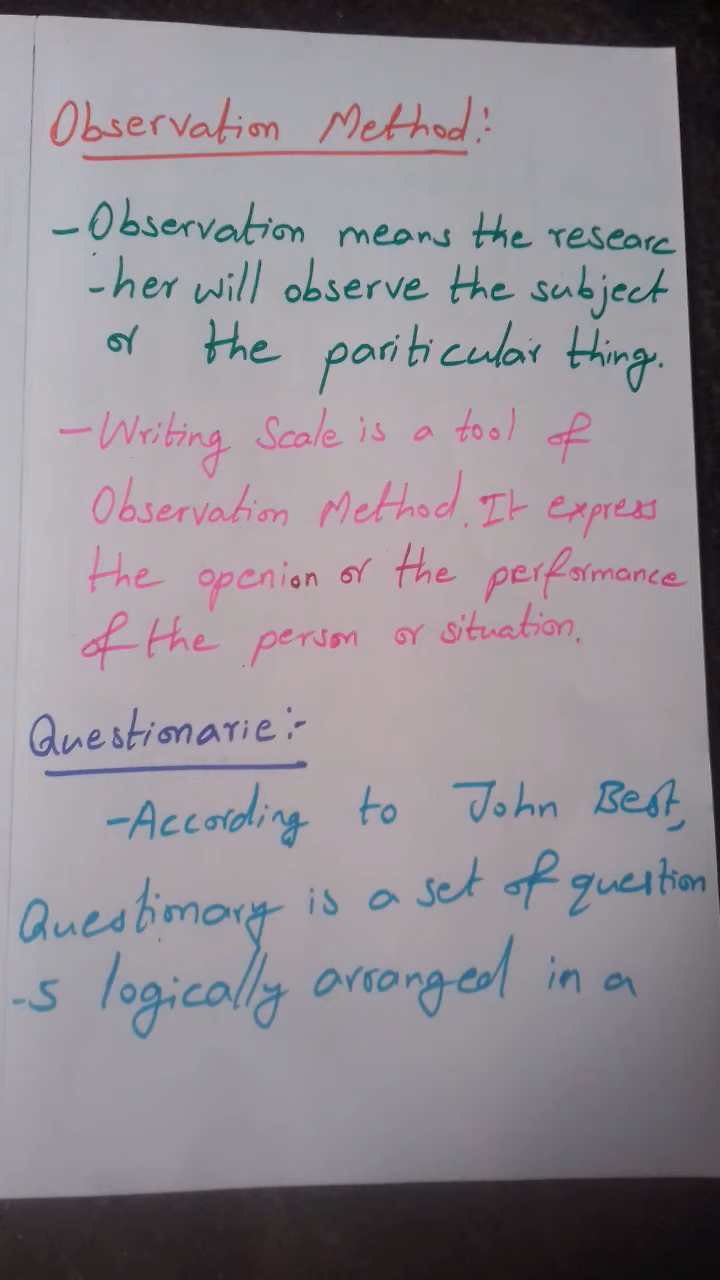 Observation Method:-
- Observation means the researc
-her will observe the subject
or the pariticular thing.
- Writing Scale is a tool of
Observation Method. It express
the openion or the performance
of the person or situation.
Questionarie:-
- According to John Best,
Questionary is a set of question
-s logically arranged in a